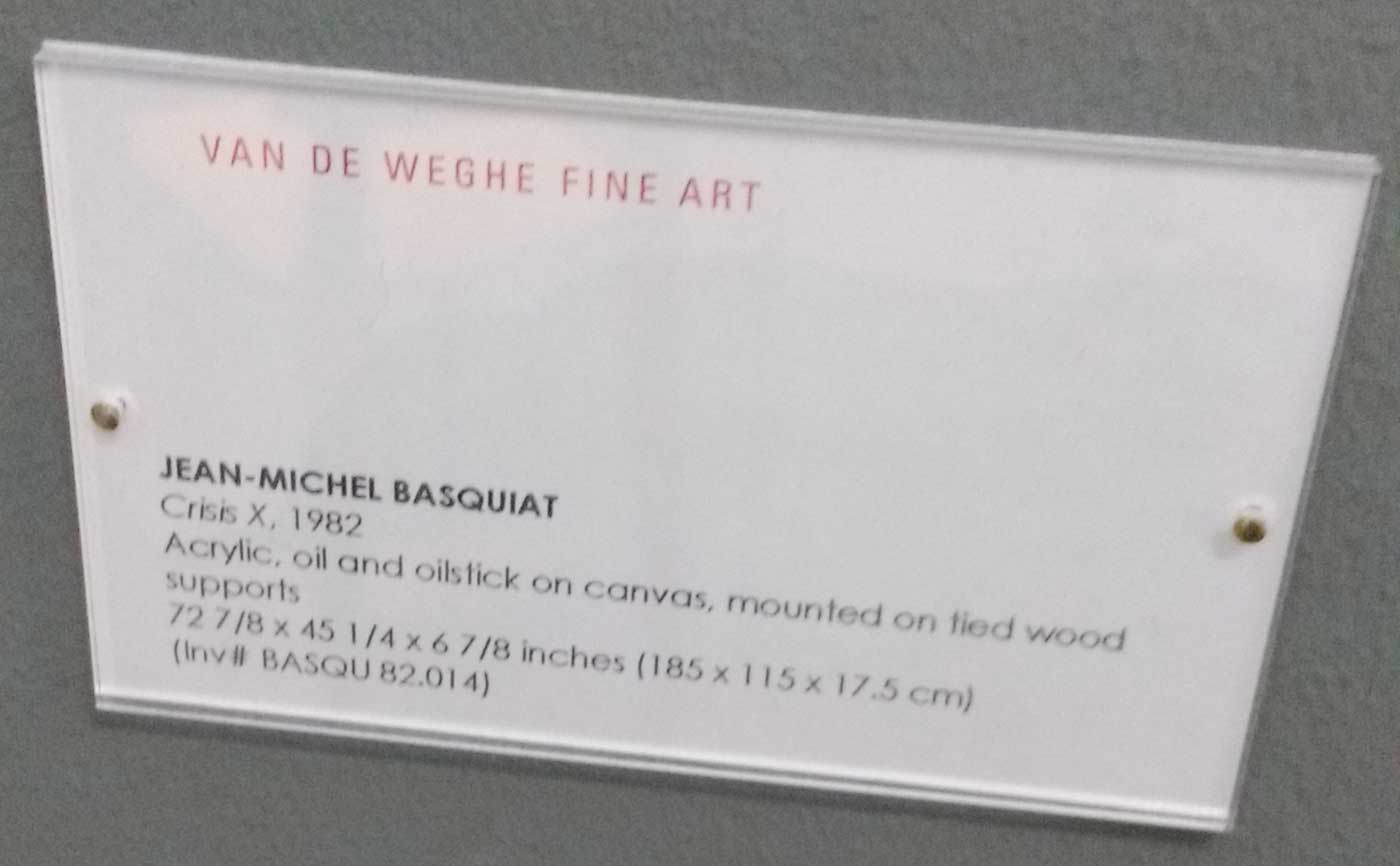 VAN DE WEGHE FINE ART
JEAN-MICHEL BASQUIAT
Crisis X, 1982
Acrylic, oil and oilstick on canvas, mounted on tied wood
supports
72 7/8 x 45 1/4 x 6 7/8 inches (185 x 115 x 17.5 cm)
(Inv# BASQU 82.014)